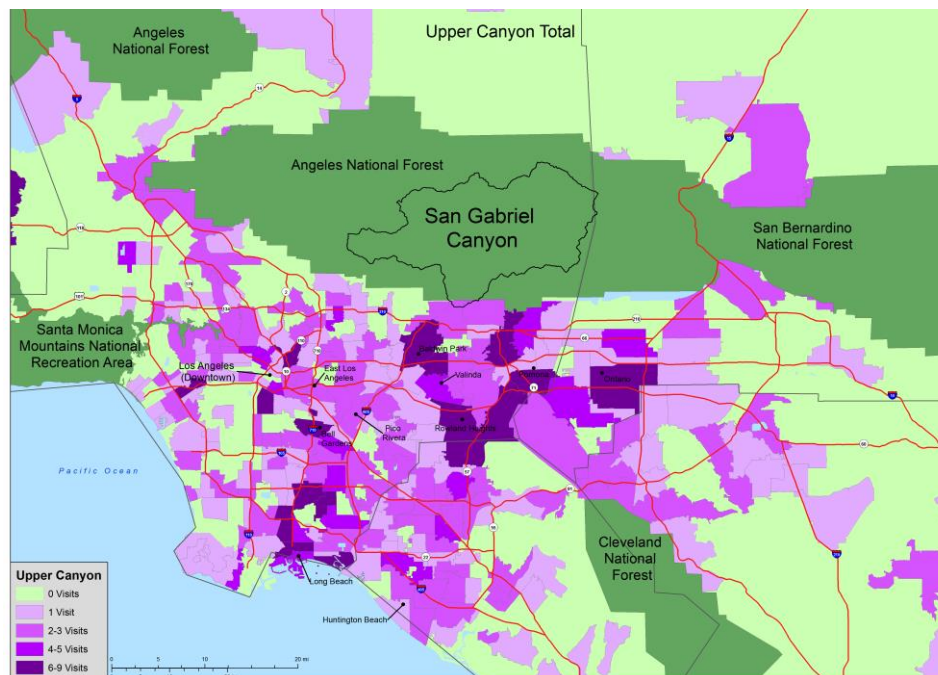 Angeles
National Forest
Upper Canyon Total
Angeles National Forest
San Gabriel
Canyon
San Bernardino
National Forest
Santa Monica
Mountains National
Recreation Area
Los Angeles
(Downtown)
East Los
Angeles
Baldwin Park
Valinda
Ontario
Rowland Heights
Pico
Rivera
Bell
Gardens
Pacific Ocean
Cleveland
National
Forest
Long Beach
Huntington Beach
Upper Canyon
0 Visits
1 Visit
2-3 Visits
4-5 Visits
6-9 Visits
0 5 10 20 mi